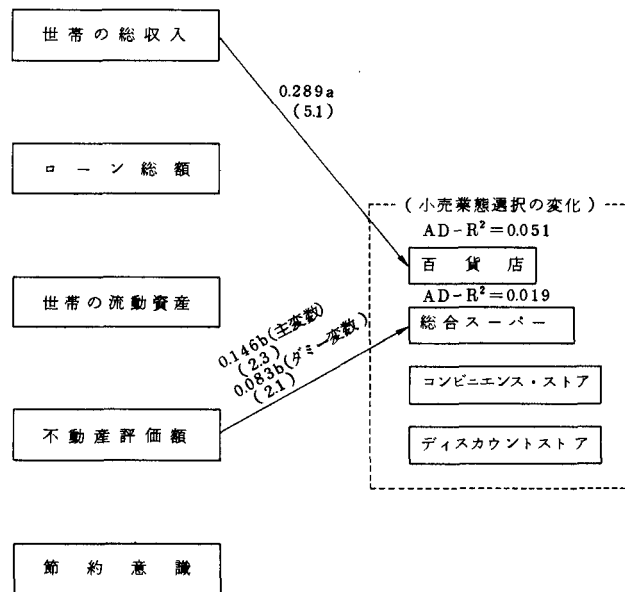 世帯の総収入
0.289a
(5.1)
ローン総額
(小売業態選択の変化)
AD-R²=0.051
百貨店
AD-R²=0.019
総合スーパー
世帯の流動資産
0.146b(主変数)
(2.3)
0.083b(ダミー変数)
(2.1)
コンビニエンス・ストア
不動産評価額
ディスカウントストア
節約意識